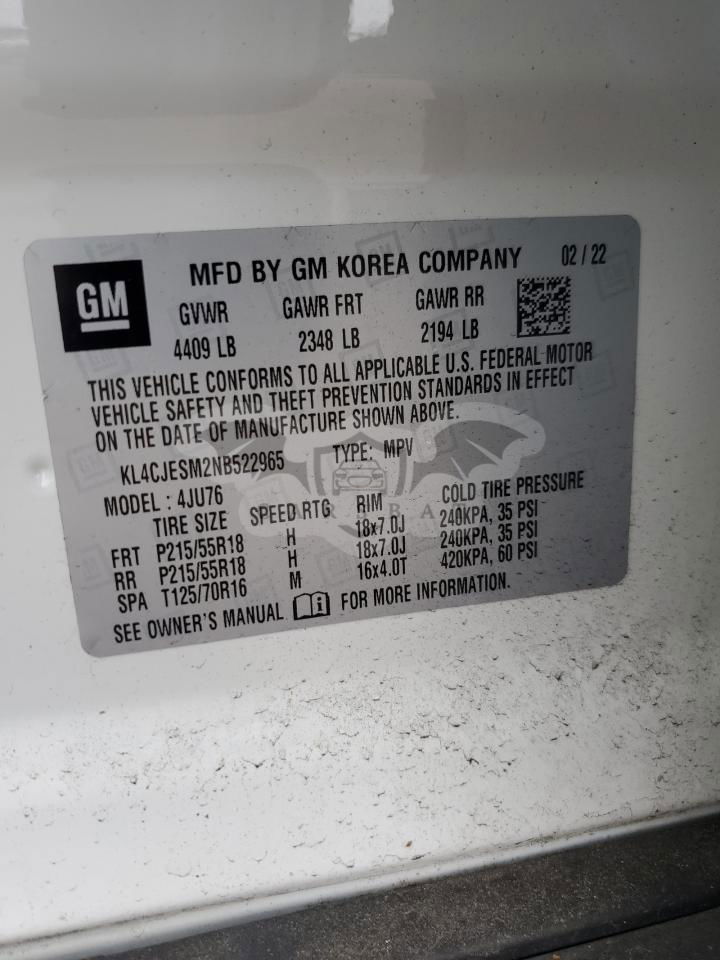 GM
MFD BY GM KOREA COMPANY 02 / 22
GVWR GAWR FRT GAWR RR
4409 LB 2348 LB 2194 LB
THIS VEHICLE CONFORMS TO ALL APPLICABLE U.S. FEDERAL MOTOR
VEHICLE SAFETY AND THEFT PREVENTION STANDARDS IN EFFECT
ON THE DATE OF MANUFACTURE SHOWN ABOVE.
KL4CJESM2NB522965 TYPE: MPV
MODEL : 4JU76
TIRE SIZE SPEED RTG RIM COLD TIRE PRESSURE
FRT P215/55R18 H 18x7.0J 240KPA, 35 PSI
RR P215/55R18 H 18x7.0J 240KPA, 35 PSI
SPA T125/70R16 M 16x4.0T 420KPA, 60 PSI
SEE OWNER'S MANUAL FOR MORE INFORMATION.